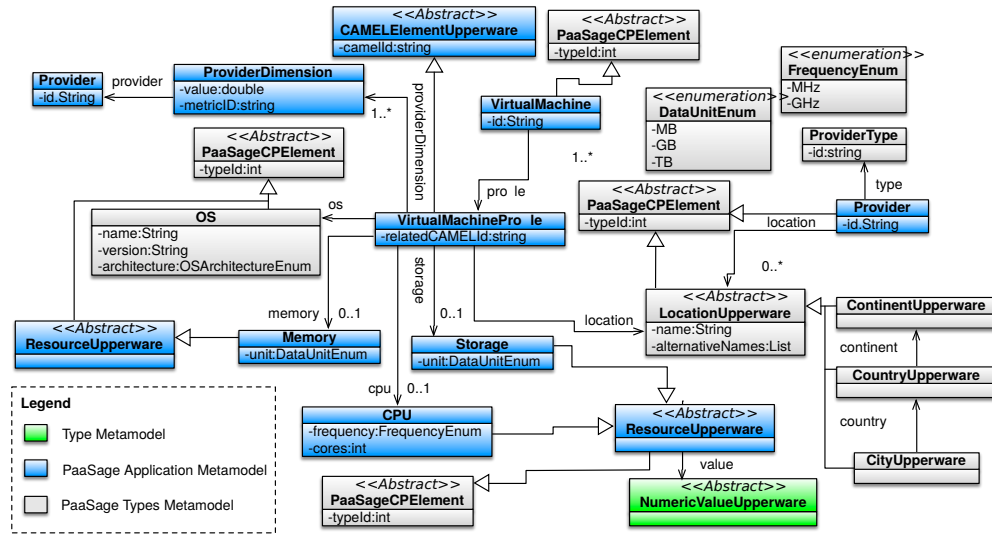 <<Abstract>>
CAMELElementUpperware
-camelId:string
<<Abstract>>
PaaSageCPElement
-typeId:int
<<enumeration>>
FrequencyEnum
-MHz
-GHz
Provider
-id.String
provider
ProviderDimension
-value:double
-metricID:string
1..*
providerDimension
VirtualMachine
-id:String
1..*
pro le
<<enumeration>>
DataUnitEnum
-MB
-GB
-TB
ProviderType
-id:string
type
<<Abstract>>
PaaSageCPElement
-typeId:int
<<Abstract>>
PaaSageCPElement
-typeId:int
Provider
-id.String
location
0..*
OS
-name:String
-version:String
-architecture:OSArchitectureEnum
os
VirtualMachinePro le
-relatedCAMELId:string
storage
<<Abstract>>
LocationUpperware
-name:String
-alternativeNames:List
location
ContinentUpperware
continent
CountryUpperware
country
CityUpperware
<<Abstract>>
ResourceUpperware
memory
0..1
Memory
-unit:DataUnitEnum
0..1
Storage
-unit:DataUnitEnum
cpu
0..1
CPU
-frequency:FrequencyEnum
-cores:int
<<Abstract>>
ResourceUpperware
value
<<Abstract>>
PaaSageCPElement
-typeId:int
<<Abstract>>
NumericValueUpperware
Legend
Type Metamodel
PaaSage Application Metamodel
PaaSage Types Metamodel